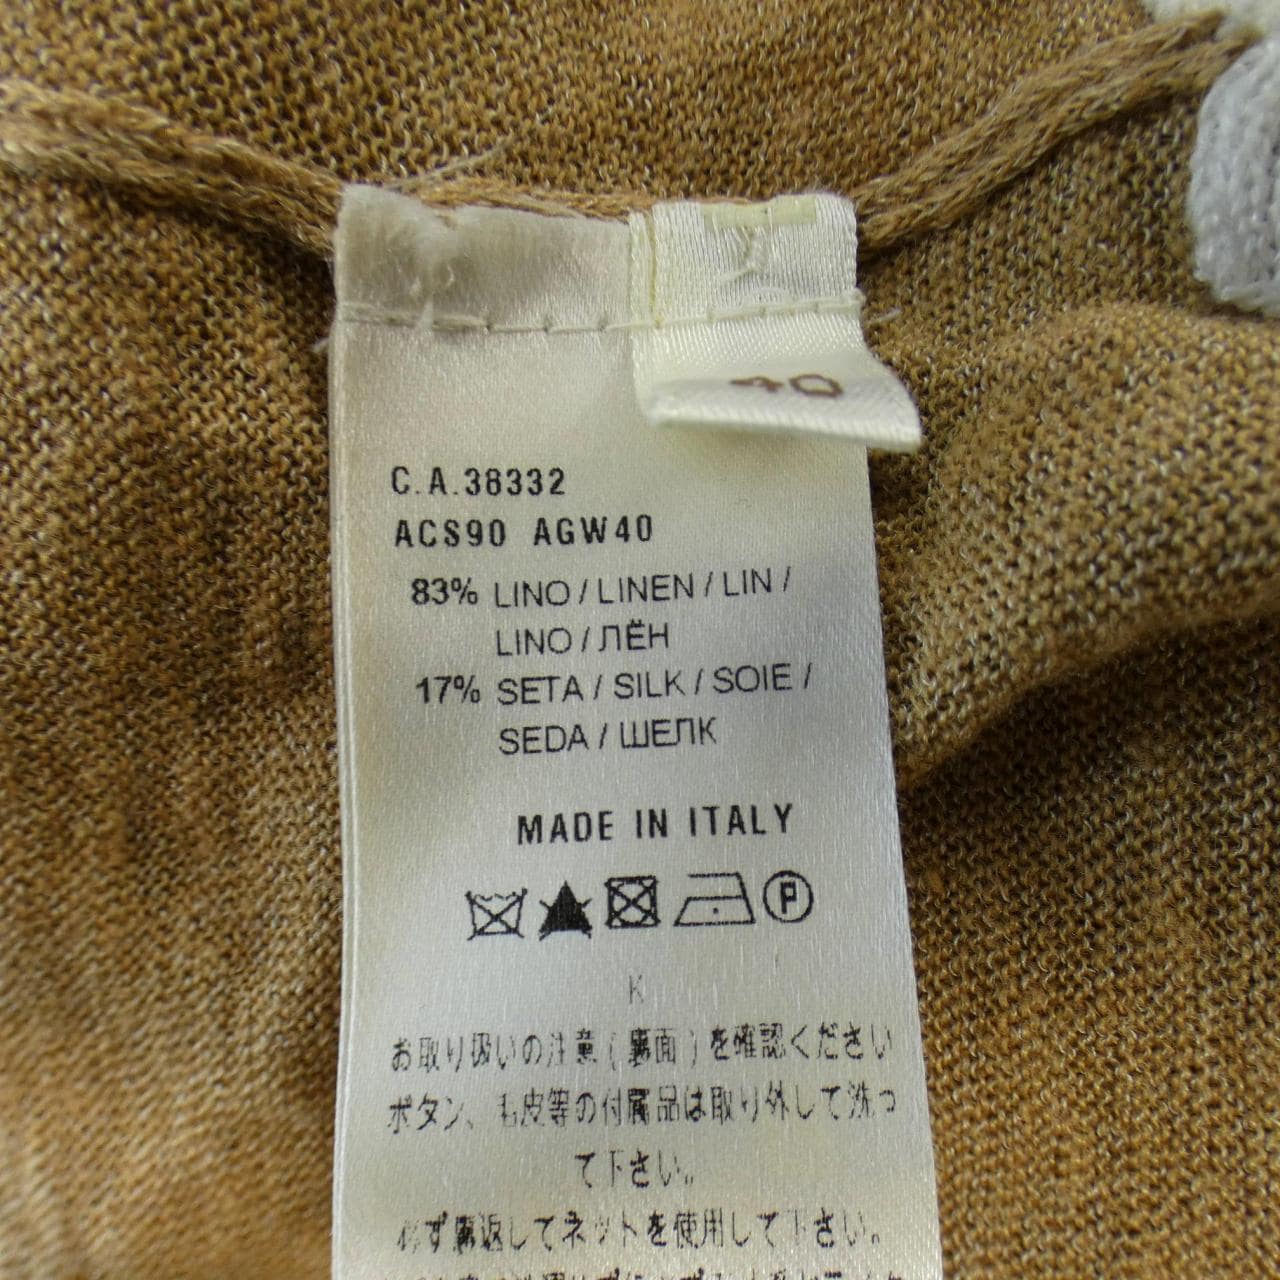 40
C.A.38332
ACS90 AGW40
83% LINO / LINEN / LIN /
LINO / ЛЁН
17% SETA / SILK / SOIE /
SEDA / ШЕЛК
MADE IN ITALY
P
K
お取り扱いの注意(裏面)を確認ください
ボタン、毛皮等の付属品は取り外して洗っ
て下さい。
必ず裏返してネットを使用して下さい。